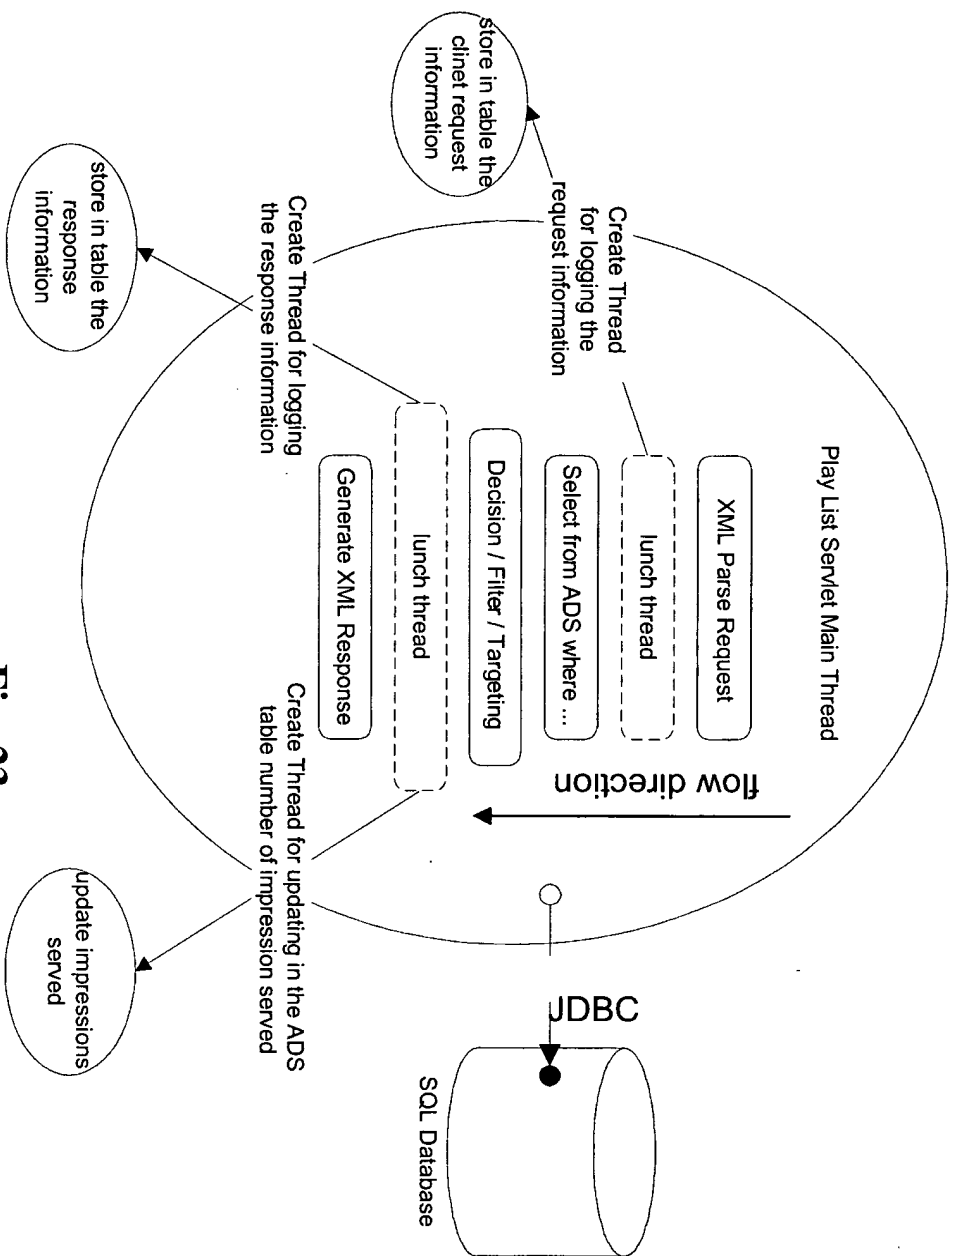 Play List Servlet Main Thread
XML Parse Request
lunch thread
Select from ADS where ...
Decision / Filter / Targeting
lunch thread
Generate XML Response
flow direction
Create Thread
for logging the
request information
store in table the
clinet request
information
Create Thread for logging
the response information
store in table the
response
information
Create Thread for updating in the ADS
table number of impression served
update impressions
served
JDBC
SQL Database